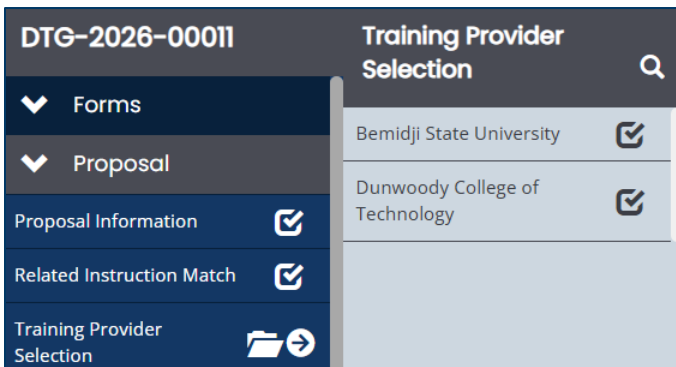 DTG-2026-00011
Forms
Proposal
Proposal Information
Related Instruction Match
Training Provider
Selection
Training Provider
Selection
Bemidji State University
Dunwoody College of
Technology